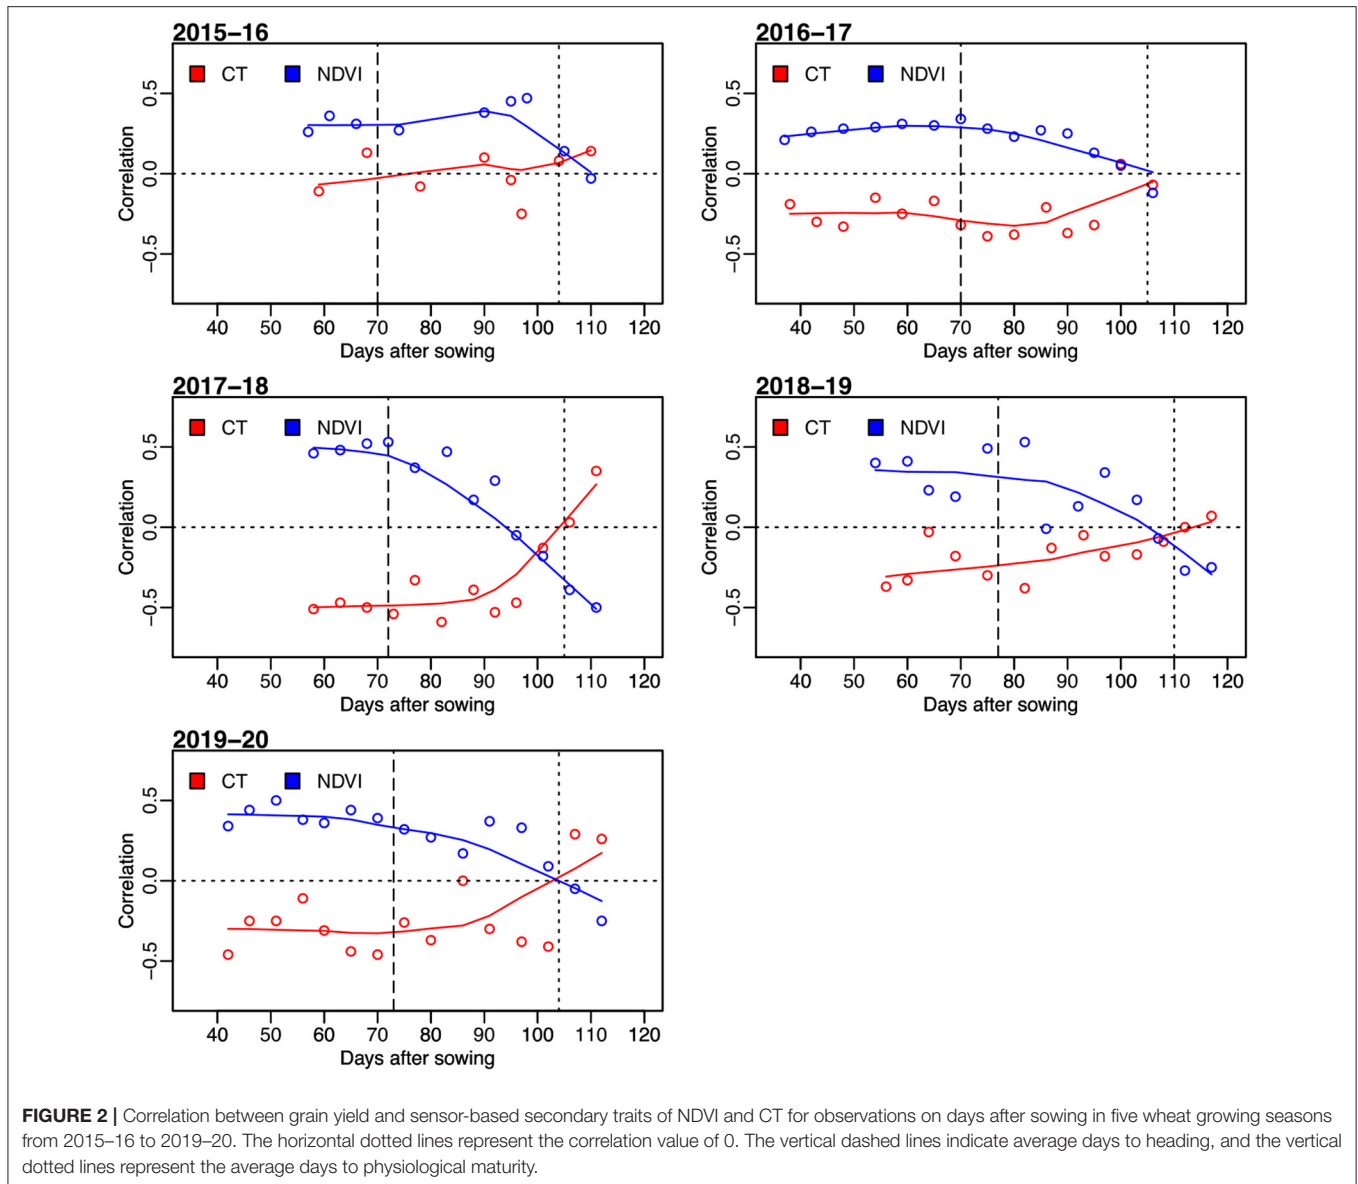 2015–16
CT NDVI
0.5
0.0
−0.5
Correlation
40 50 60 70 80 90 100 110 120
Days after sowing
2016–17
CT NDVI
0.5
0.0
−0.5
Correlation
40 50 60 70 80 90 100 110 120
Days after sowing
2017–18
CT NDVI
0.5
0.0
−0.5
Correlation
40 50 60 70 80 90 100 110 120
Days after sowing
2018–19
CT NDVI
0.5
0.0
−0.5
Correlation
40 50 60 70 80 90 100 110 120
Days after sowing
2019–20
CT NDVI
0.5
0.0
−0.5
Correlation
40 50 60 70 80 90 100 110 120
Days after sowing
FIGURE 2 | Correlation between grain yield and sensor-based secondary traits of NDVI and CT for observations on days after sowing in five wheat growing seasons
from 2015–16 to 2019–20. The horizontal dotted lines represent the correlation value of 0. The vertical dashed lines indicate average days to heading, and the vertical
dotted lines represent the average days to physiological maturity.